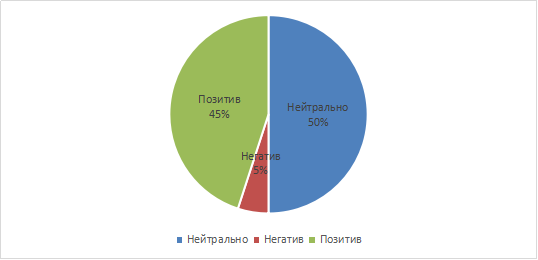 Позитив
45%
Нейтрально
50%
Негатив
5%
Нейтрально Негатив Позитив